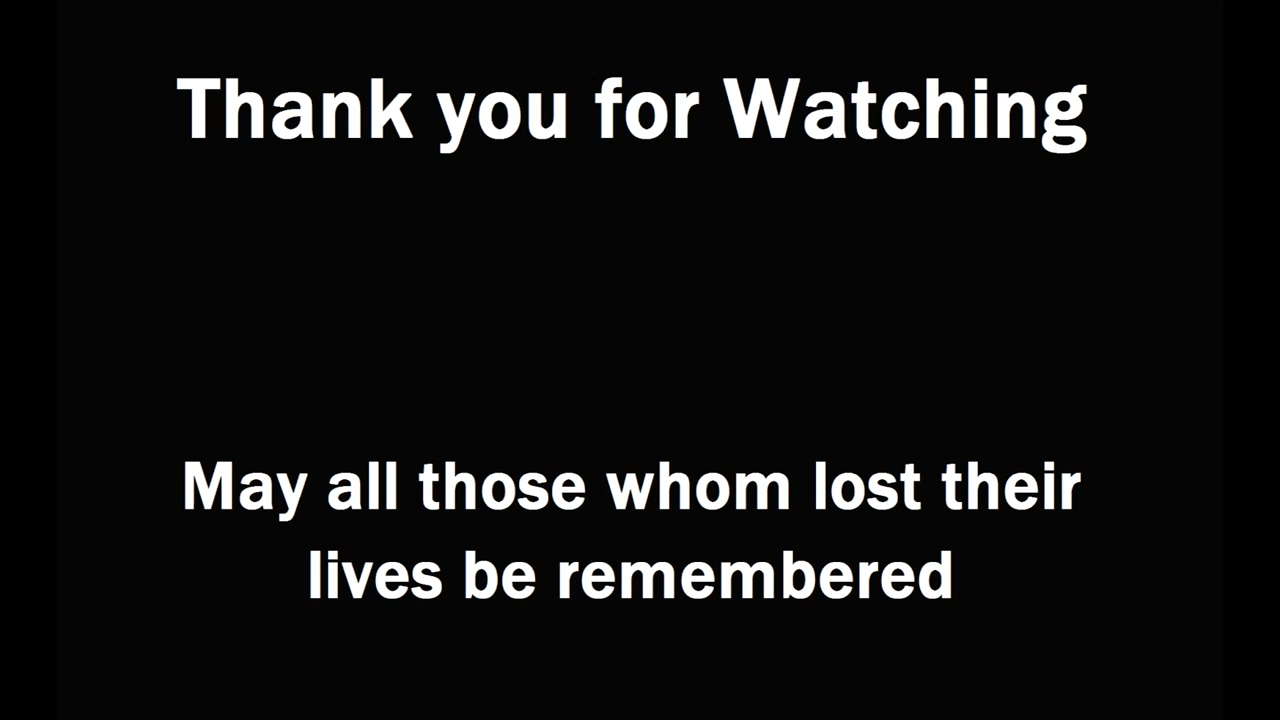 Thank you for Watching
May all those whom lost their
lives be remembered